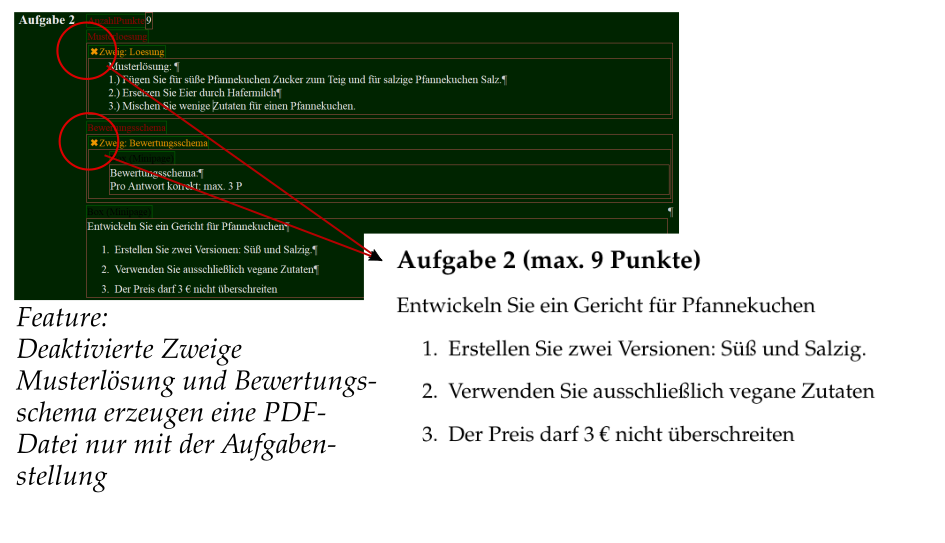 Aufgabe 2 AnzahlPunkte 9
Musterloesung
✖Zweig: Loesung
Musterlösung: ¶
1.) Fügen Sie für süße Pfannekuchen Zucker zum Teig und für salzige Pfannekuchen Salz.¶
2.) Ersetzen Sie Eier durch Hafermilch¶
3.) Mischen Sie wenige Zutaten für einen Pfannekuchen.
Bewertungsschema
✖Zweig: Bewertungsschema
Bewertungsschema:¶
Pro Antwort korrekt: max. 3 P
¶
Entwickeln Sie ein Gericht für Pfannekuchen¶
1. Erstellen Sie zwei Versionen: Süß und Salzig.¶
2. Verwenden Sie ausschließlich vegane Zutaten¶
3. Der Preis darf 3 € nicht überschreiten
Feature:
Deaktivierte Zweige
Musterlösung und Bewertungs-
schema erzeugen eine PDF-
Datei nur mit der Aufgaben-
stellung
Aufgabe 2 (max. 9 Punkte)
Entwickeln Sie ein Gericht für Pfannekuchen
1. Erstellen Sie zwei Versionen: Süß und Salzig.
2. Verwenden Sie ausschließlich vegane Zutaten
3. Der Preis darf 3 € nicht überschreiten